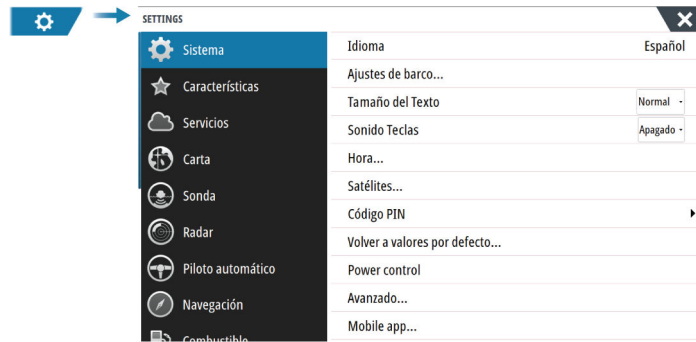 SETTINGS
Sistema
Características
Servicios
Carta
Sonda
Radar
Piloto automático
Navegación
Combustible
Idioma Español
Ajustes de barco...
Tamaño del Texto Normal
Sonido Teclas Apagado
Hora...
Satélites...
Código PIN
Volver a valores por defecto...
Power control
Avanzado...
Mobile app...